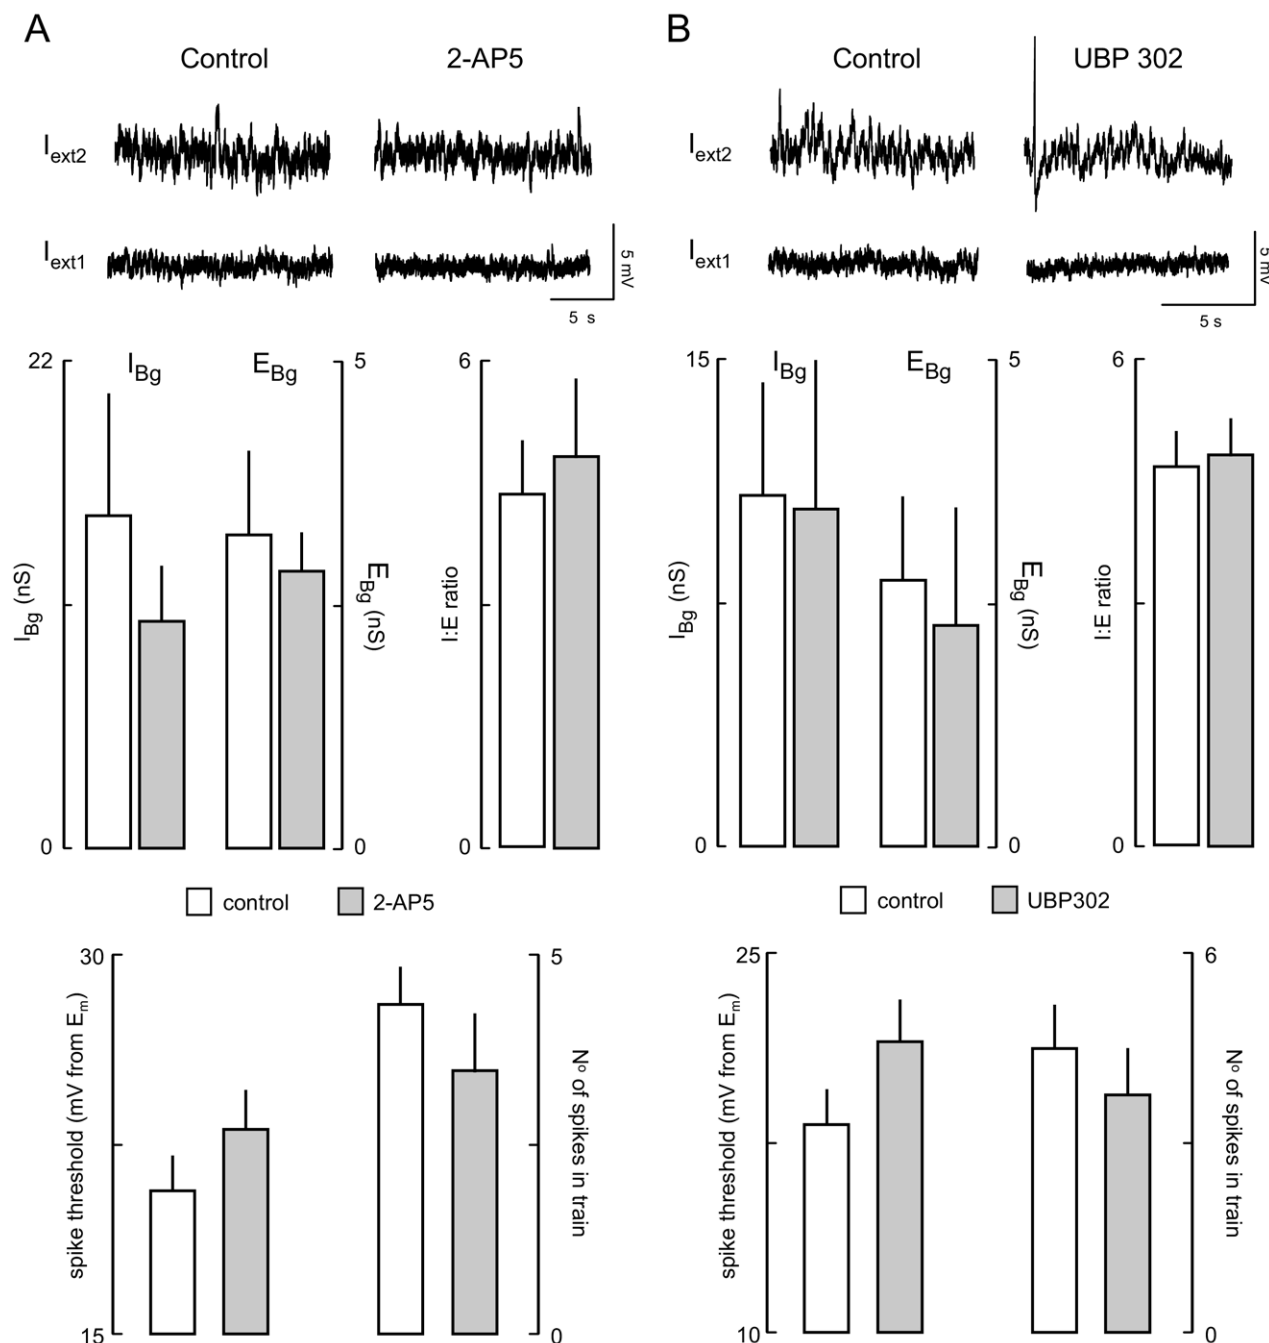 A
B
Control 2-AP5
Control UBP 302
Iext2
Iext2
Iext1
Iext1
5 mV
5 s
5 mV
5 s
22
IBg
EBg
5
6
15
IBg
EBg
5
6
IBg (nS)
EBg (nS)
I:E ratio
IBg (nS)
EBg (nS)
I:E ratio
0
0
0
0
0
0
control 2-AP5
control UBP302
30
5
25
6
spike threshold (mV from Em)
Nº of spikes in train
spike threshold (mV from Em)
Nº of spikes in train
15
0
10
0